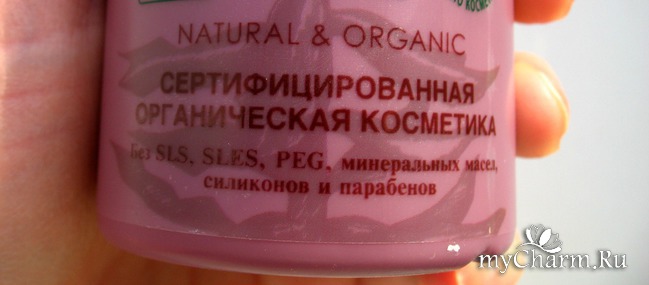 NATURAL & ORGANIC
СЕРТИФИЦИРОВАННАЯ
ОРГАНИЧЕСКАЯ КОСМЕТИКА
Без SLS, SLES, PEG, минеральных масел,
силиконов и парабенов
myCharm.Ru